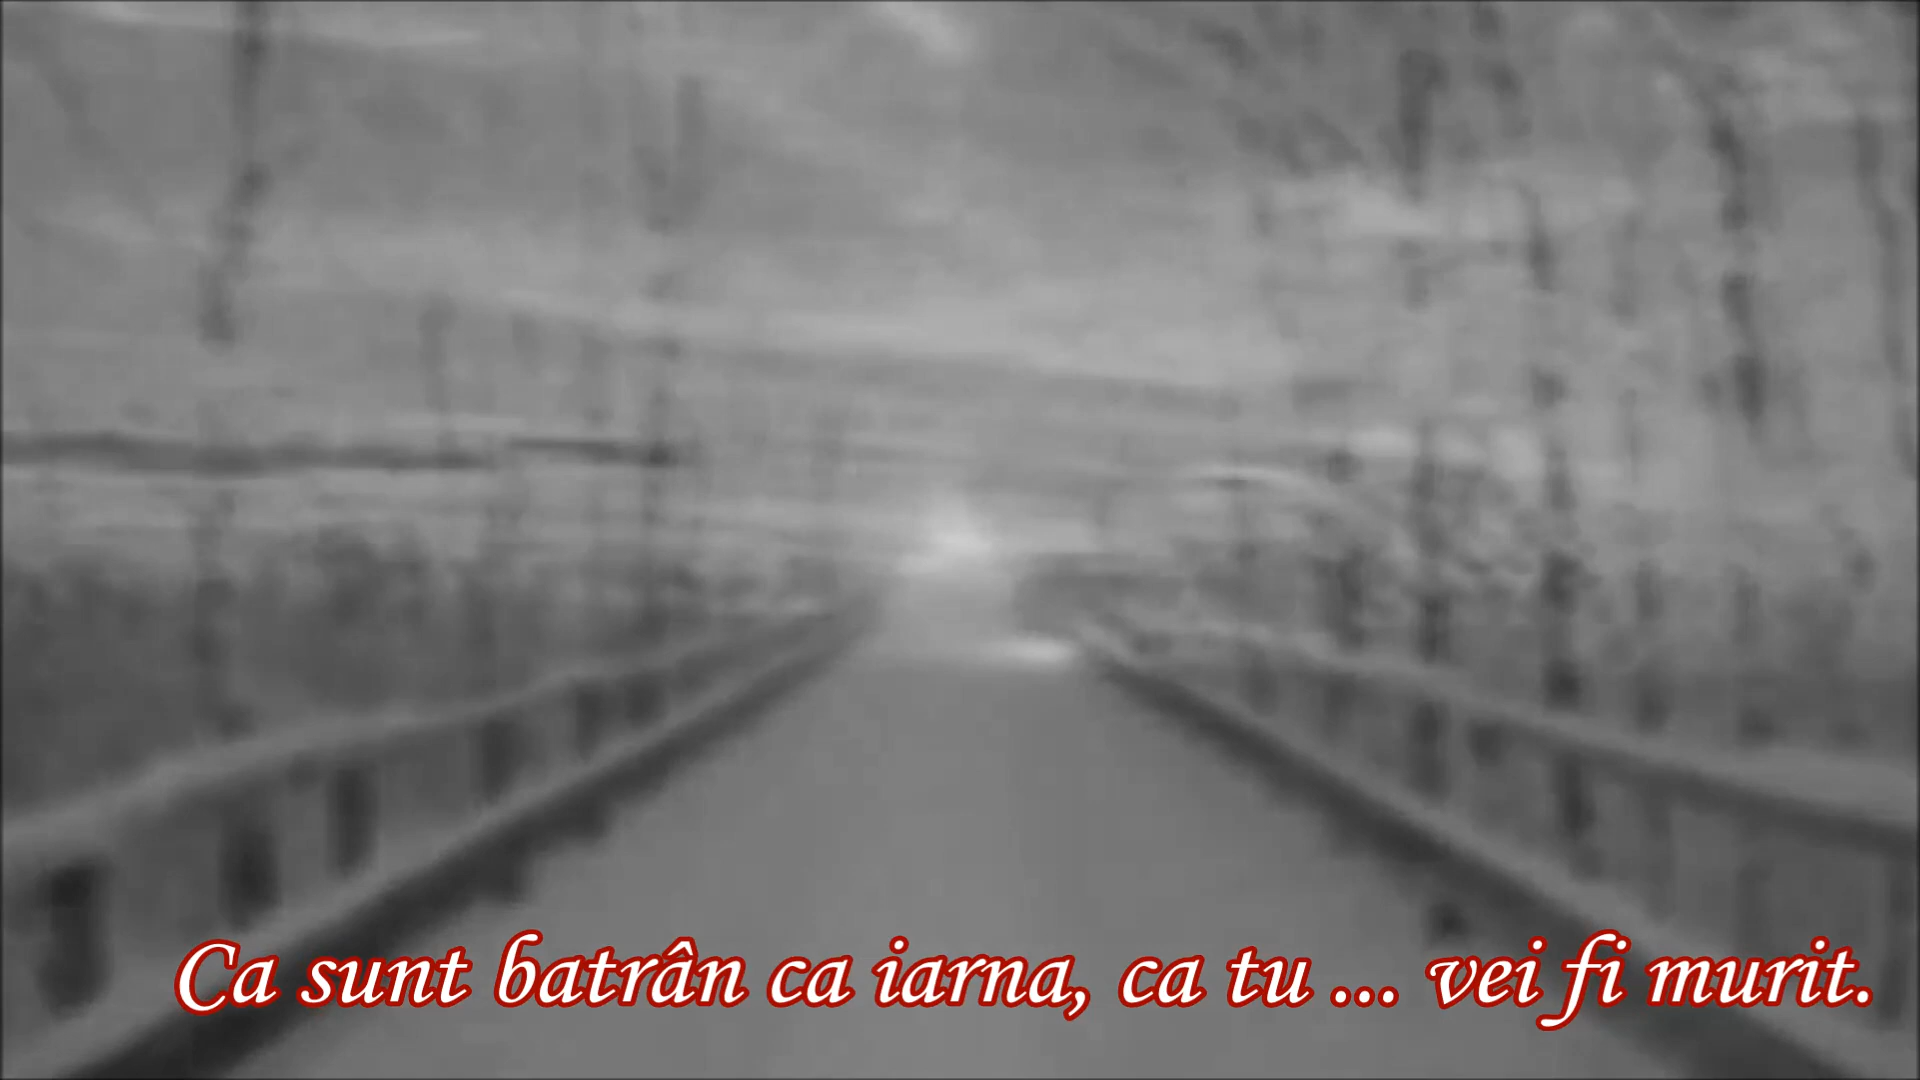 Ca sunt batrân ca iarna, ca tu ... vei fi murit.